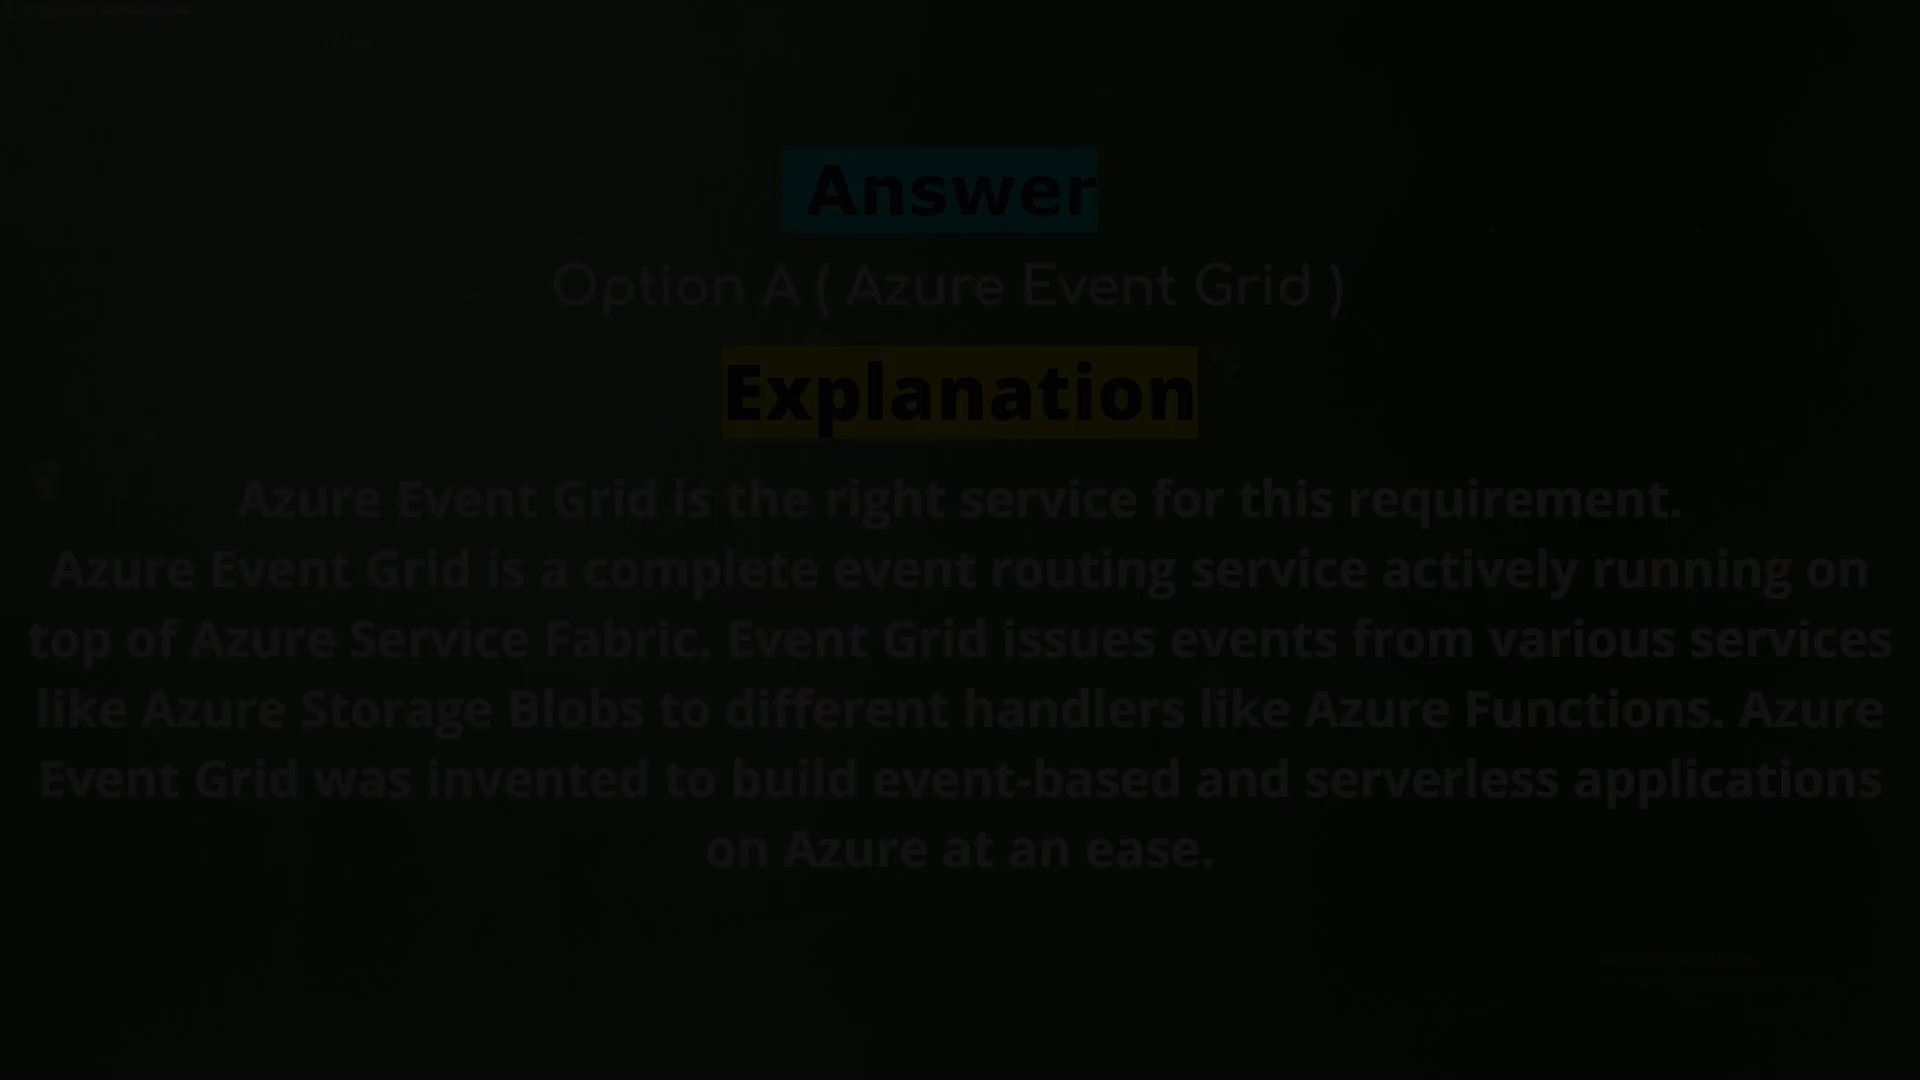 Answer
Option A ( Azure Event Grid )
Explanation
Azure Event Grid is the right service for this requirement.
Azure Event Grid is a complete event routing service actively running on
top of Azure Service Fabric. Event Grid issues events from various services
like Azure Storage Blobs to different handlers like Azure Functions. Azure
Event Grid was invented to build event-based and serverless applications
on Azure at an ease.